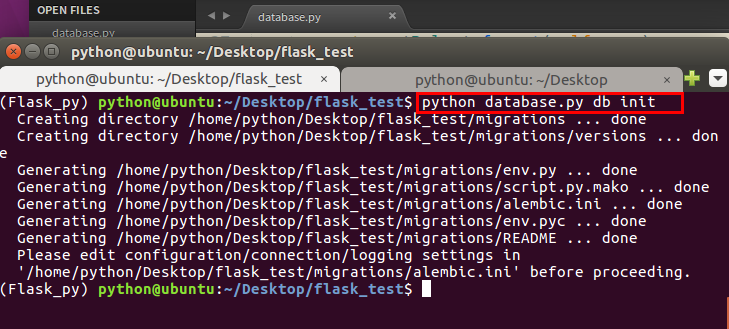 OPEN FILES
database.py
database.py
python@ubuntu: ~/Desktop/flask_test
python@ubuntu: ~/Desktop/flask_test ×
python@ubuntu: ~/Desktop ×
(Flask_py) python@ubuntu:~/Desktop/flask_test$ python database.py db init
Creating directory /home/python/Desktop/flask_test/migrations ... done
Creating directory /home/python/Desktop/flask_test/migrations/versions ... don
e
Generating /home/python/Desktop/flask_test/migrations/env.py ... done
Generating /home/python/Desktop/flask_test/migrations/script.py.mako ... done
Generating /home/python/Desktop/flask_test/migrations/alembic.ini ... done
Generating /home/python/Desktop/flask_test/migrations/env.pyc ... done
Generating /home/python/Desktop/flask_test/migrations/README ... done
Please edit configuration/connection/logging settings in
'/home/python/Desktop/flask_test/migrations/alembic.ini' before proceeding.
(Flask_py) python@ubuntu:~/Desktop/flask_test$